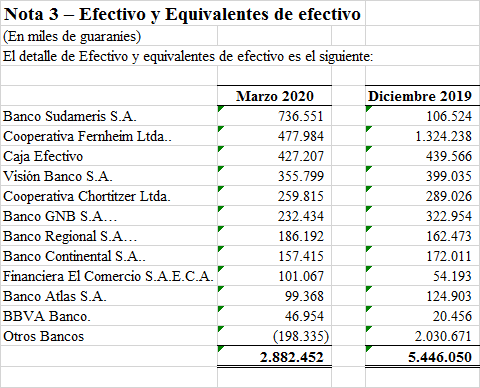 Nota 3 – Efectivo y Equivalentes de efectivo
(En miles de guaranies)
El detalle de Efectivo y equivalentes de efectivo es el siguiente:
Marzo 2020 Diciembre 2019
Banco Sudameris S.A. 736.551 106.524
Cooperativa Fernheim Ltda.. 477.984 1.324.238
Caja Efectivo 427.207 439.566
Visión Banco S.A. 355.799 399.035
Cooperativa Chortitzer Ltda. 259.815 289.026
Banco GNB S.A… 232.434 322.954
Banco Regional S.A… 186.192 162.473
Banco Continental S.A.. 157.415 172.011
Financiera El Comercio S.A.E.C.A. 101.067 54.193
Banco Atlas S.A. 99.368 124.903
BBVA Banco. 46.954 20.456
Otros Bancos (198.335) 2.030.671
2.882.452 5.446.050